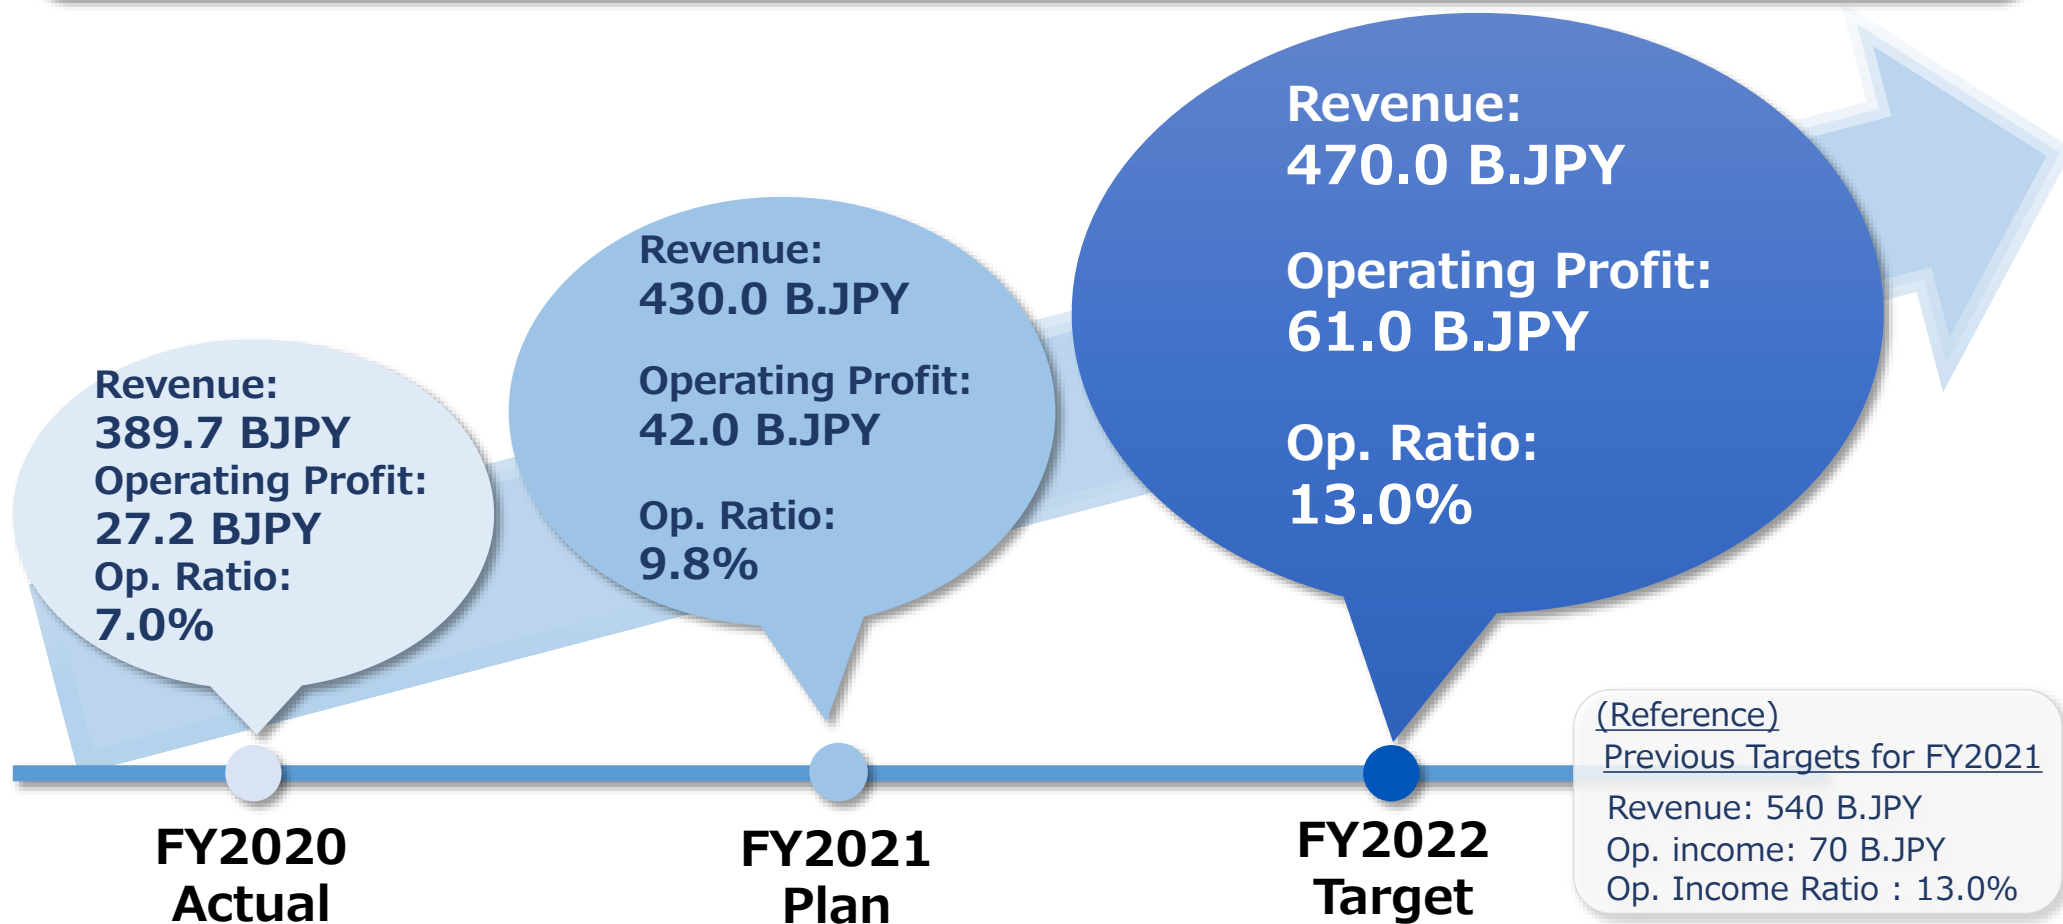 Revenue:
389.7 BJPY
Operating Profit:
27.2 BJPY
Op. Ratio:
7.0%
Revenue:
430.0 B.JPY
Operating Profit:
42.0 B.JPY
Op. Ratio:
9.8%
Revenue:
470.0 B.JPY
Operating Profit:
61.0 B.JPY
Op. Ratio:
13.0%
FY2020
Actual
FY2021
Plan
FY2022
Target
(Reference)
Previous Targets for FY2021
Revenue: 540 B.JPY
Op. income: 70 B.JPY
Op. Income Ratio : 13.0%